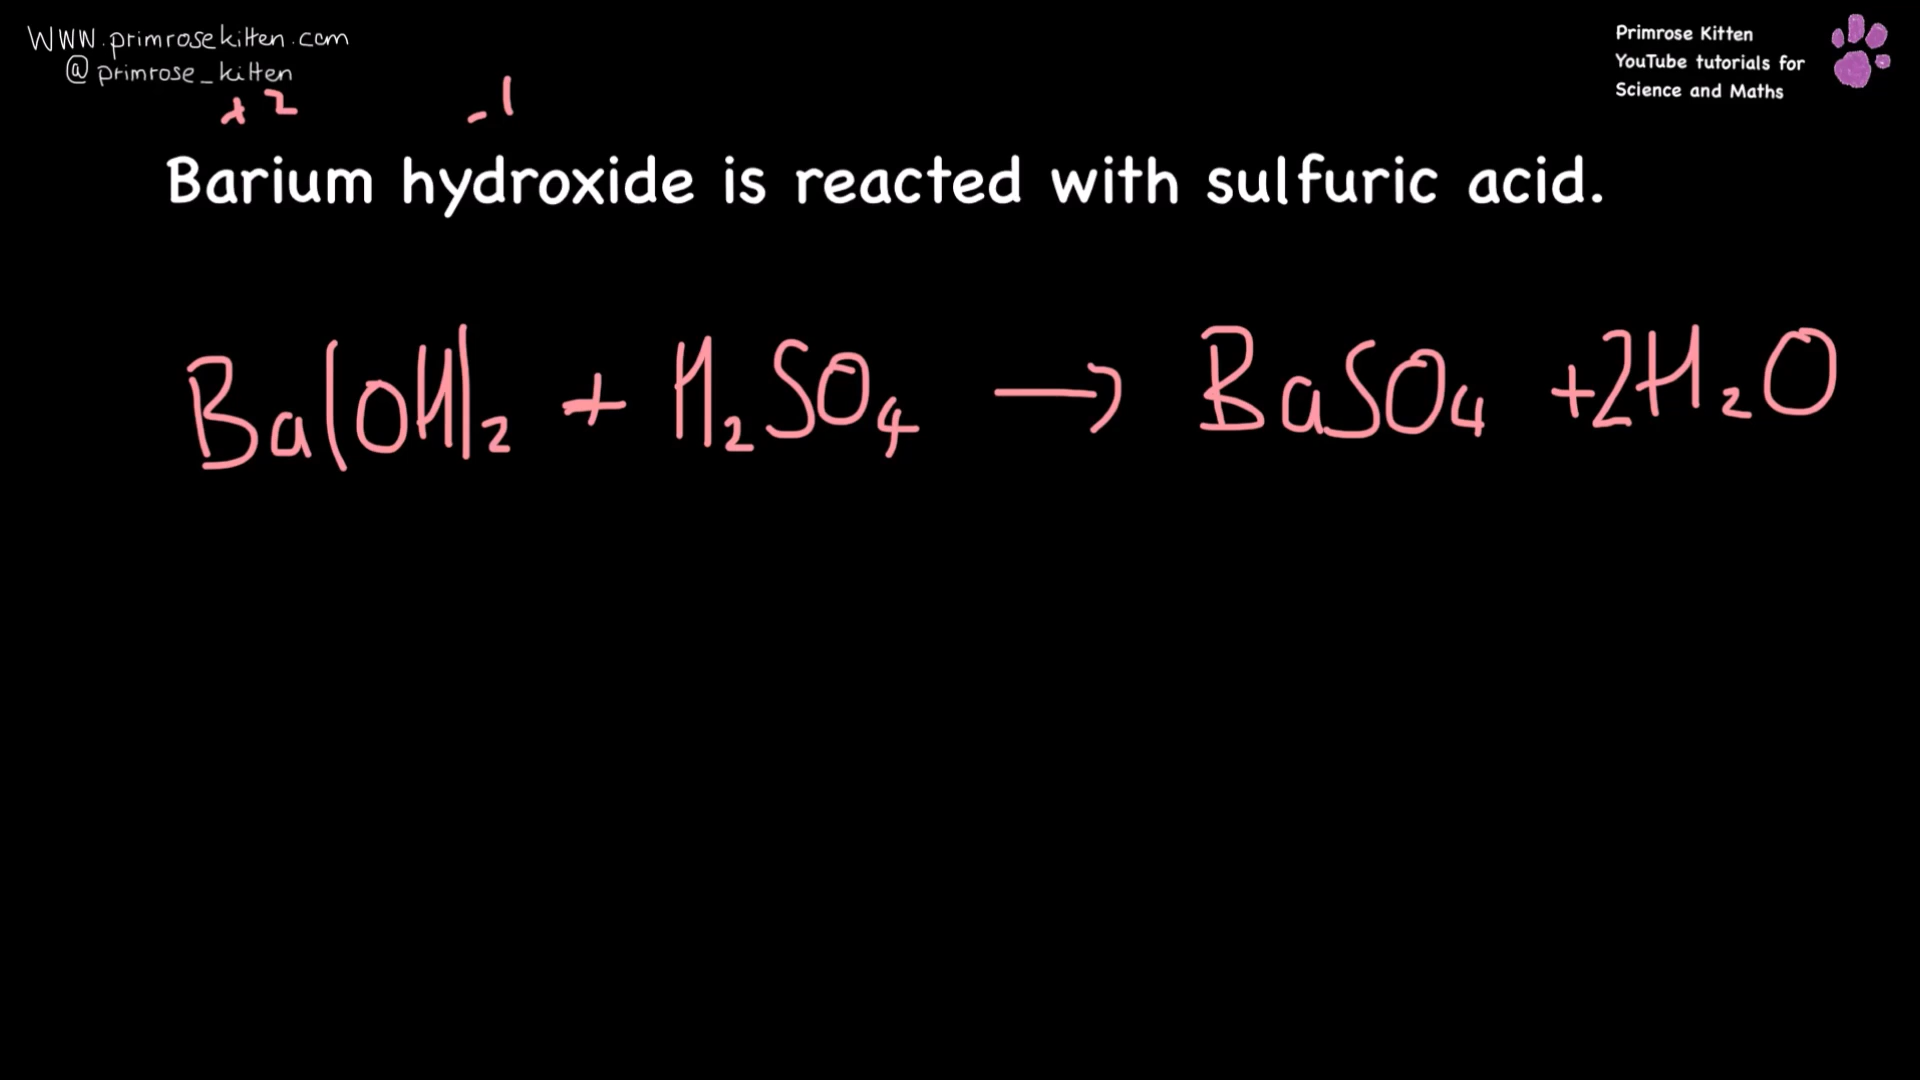 www.primrosekitten.com
@primrose_kitten
Primrose Kitten
YouTube tutorials for
Science and Maths
+2 -1
Barium hydroxide is reacted with sulfuric acid.
Ba(OH)₂ + H₂SO₄ → BaSO₄ +2H₂O